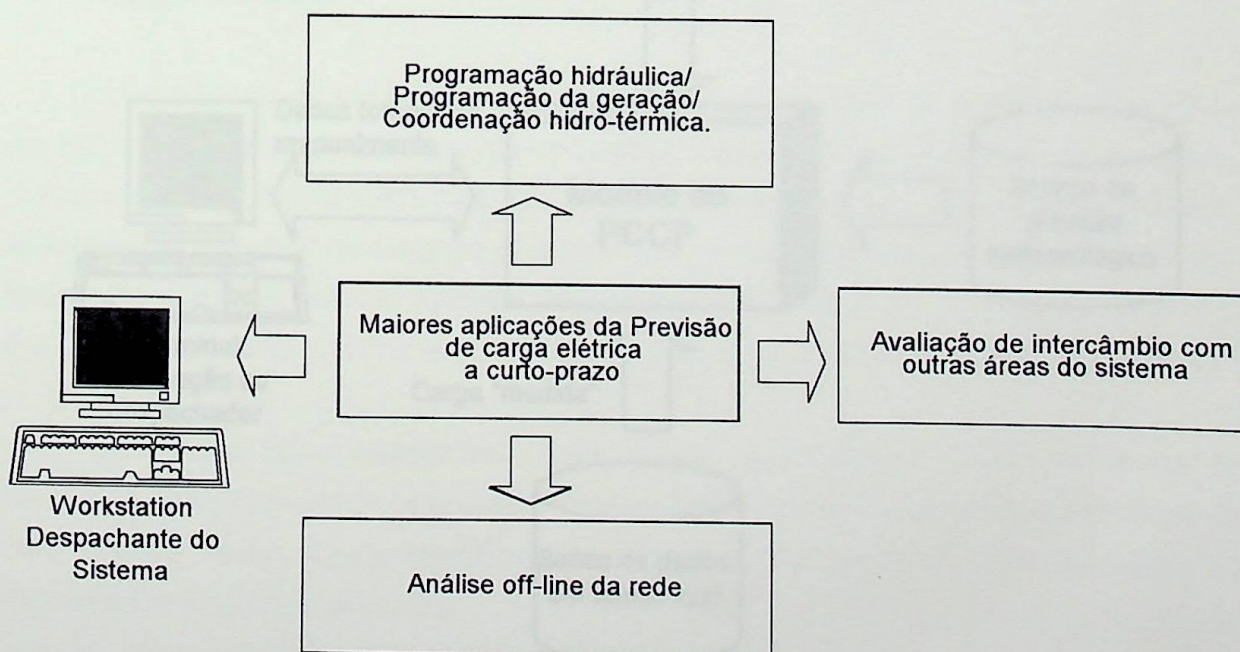 Programação hidráulica/
Programação da geração/
Coordenação hidro-térmica.
Maiores aplicações da Previsão
de carga elétrica
a curto-prazo
Avaliação de intercâmbio com
outras áreas do sistema
Workstation
Despachante do
Sistema
Análise off-line da rede